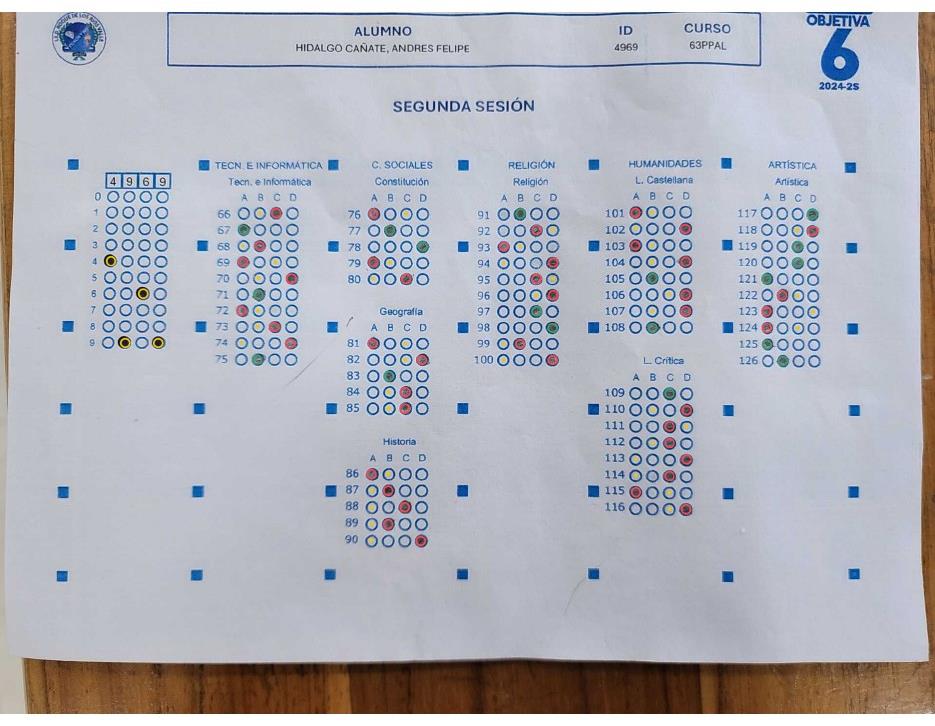 OBJETIVA
6
2024-2S
ALUMNO
HIDALGO CAÑATE, ANDRES FELIPE
ID
4969
CURSO
63PPAL
SEGUNDA SESIÓN
4 9 6 9
0
1
2
3
4
5
6
7
8
9
TECN. E INFORMÁTICA
Tecn. e Informática
A B C D
66
67
68
69
70
71
72
73
74
75
C. SOCIALES
Constitución
A B C D
76
77
78
79
80
Geografía
A B C D
81
82
83
84
85
Historia
A B C D
86
87
88
89
90
RELIGIÓN
Religión
A B C D
91
92
93
94
95
96
97
98
99
100
HUMANIDADES
L. Castellana
A B C D
101
102
103
104
105
106
107
108
L. Crítica
A B C D
109
110
111
112
113
114
115
116
ARTÍSTICA
Artística
A B C D
117
118
119
120
121
122
123
124
125
126